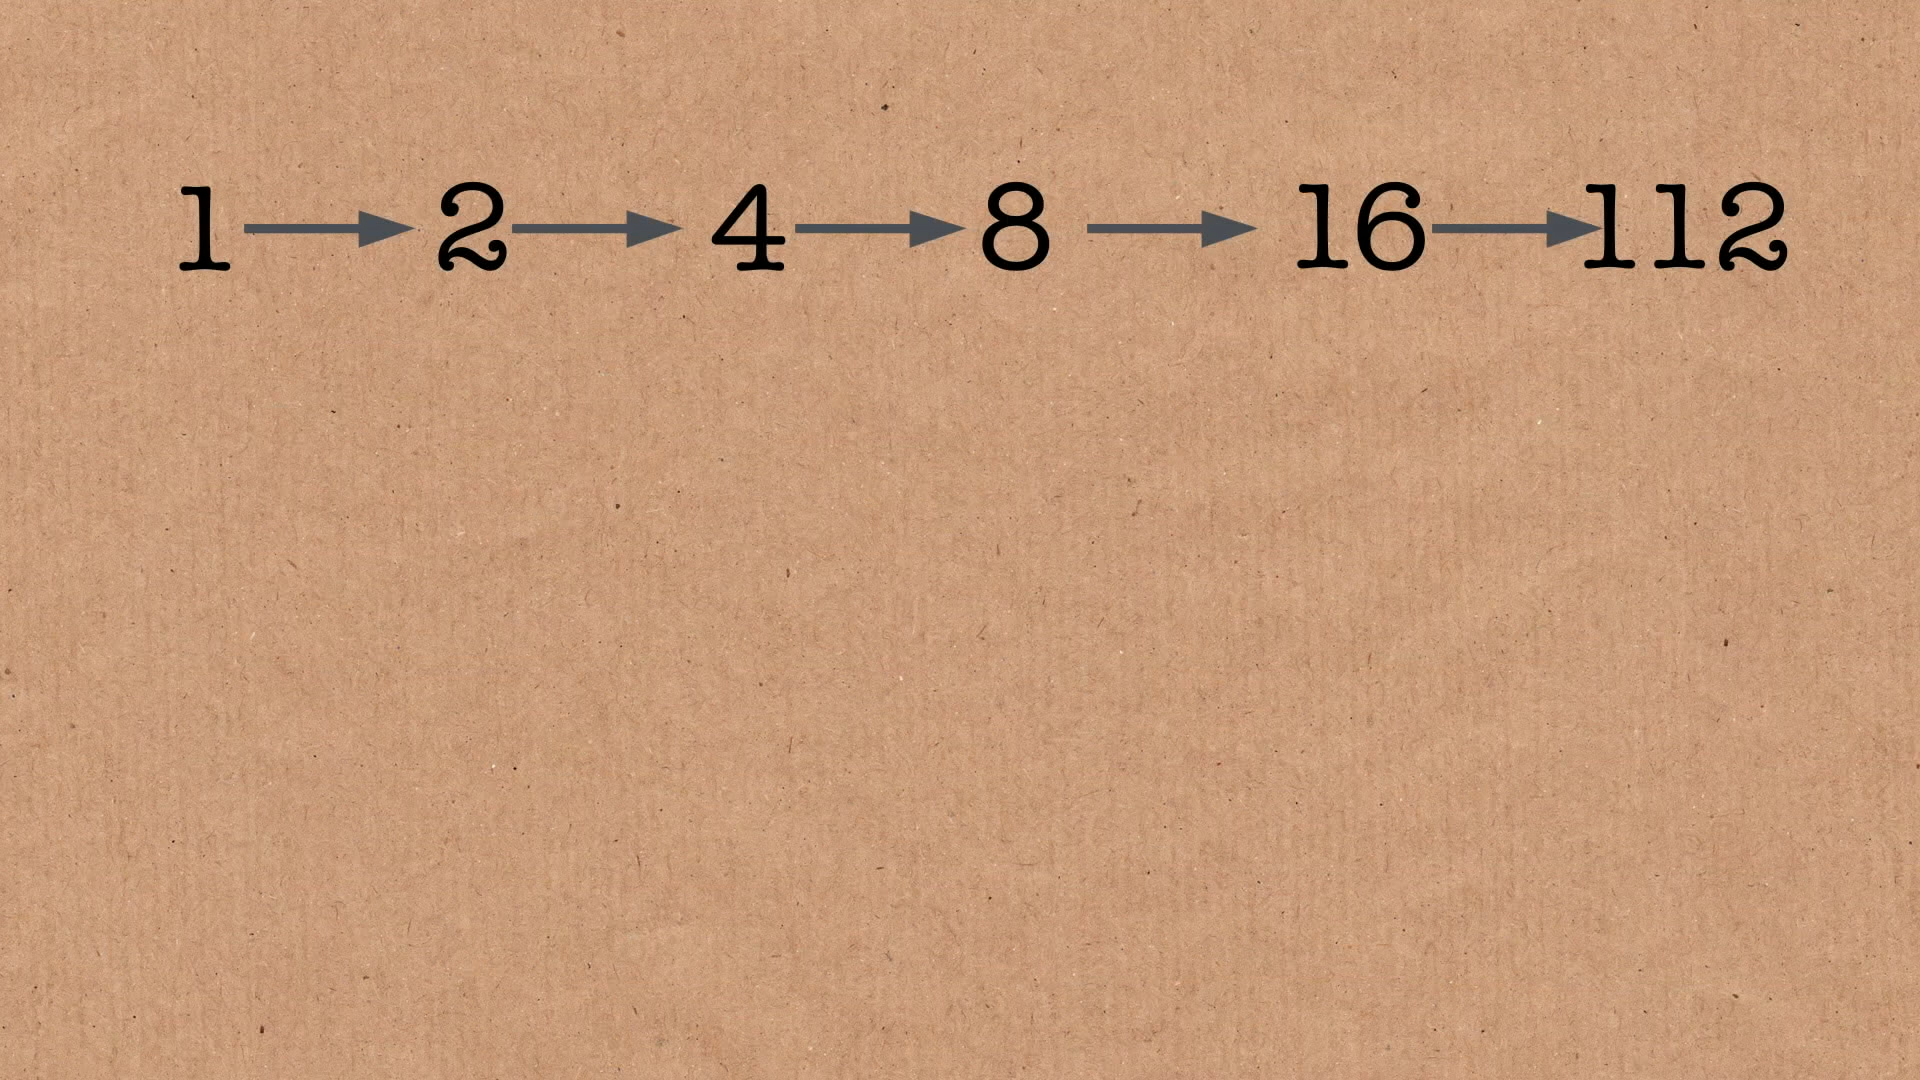 1 → 2 → 4 → 8 → 16 → 112